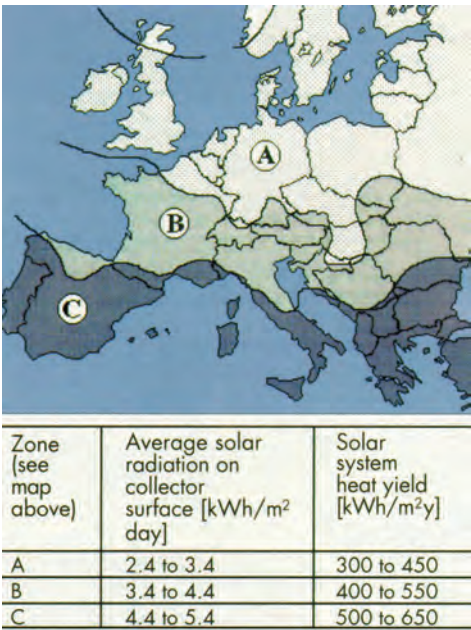 A
B
C
Zone
(see
map
above)
Average solar
radiation on
collector
surface [kWh/m²
day]
Solar
system
heat yield
[kWh/m²y]
A 2.4 to 3.4 300 to 450
B 3.4 to 4.4 400 to 550
C 4.4 to 5.4 500 to 650